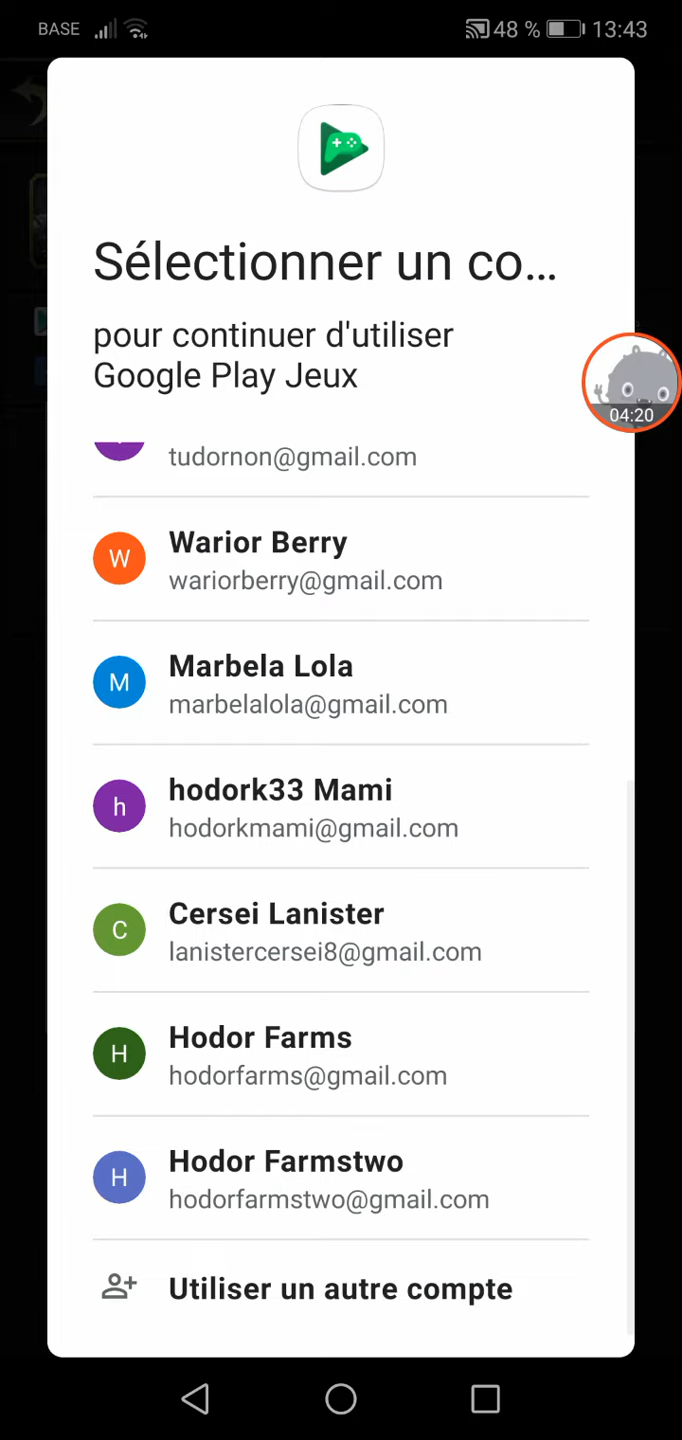 BASE 48 % 13:43
Sélectionner un co...
pour continuer d'utiliser
Google Play Jeux
04:20
tudornon@gmail.com
W Warior Berry
wariorberry@gmail.com
M Marbela Lola
marbelalola@gmail.com
h hodork33 Mami
hodorkmami@gmail.com
C Cersei Lanister
lanistercersei8@gmail.com
H Hodor Farms
hodorfarms@gmail.com
H Hodor Farmstwo
hodorfarmstwo@gmail.com
Utiliser un autre compte